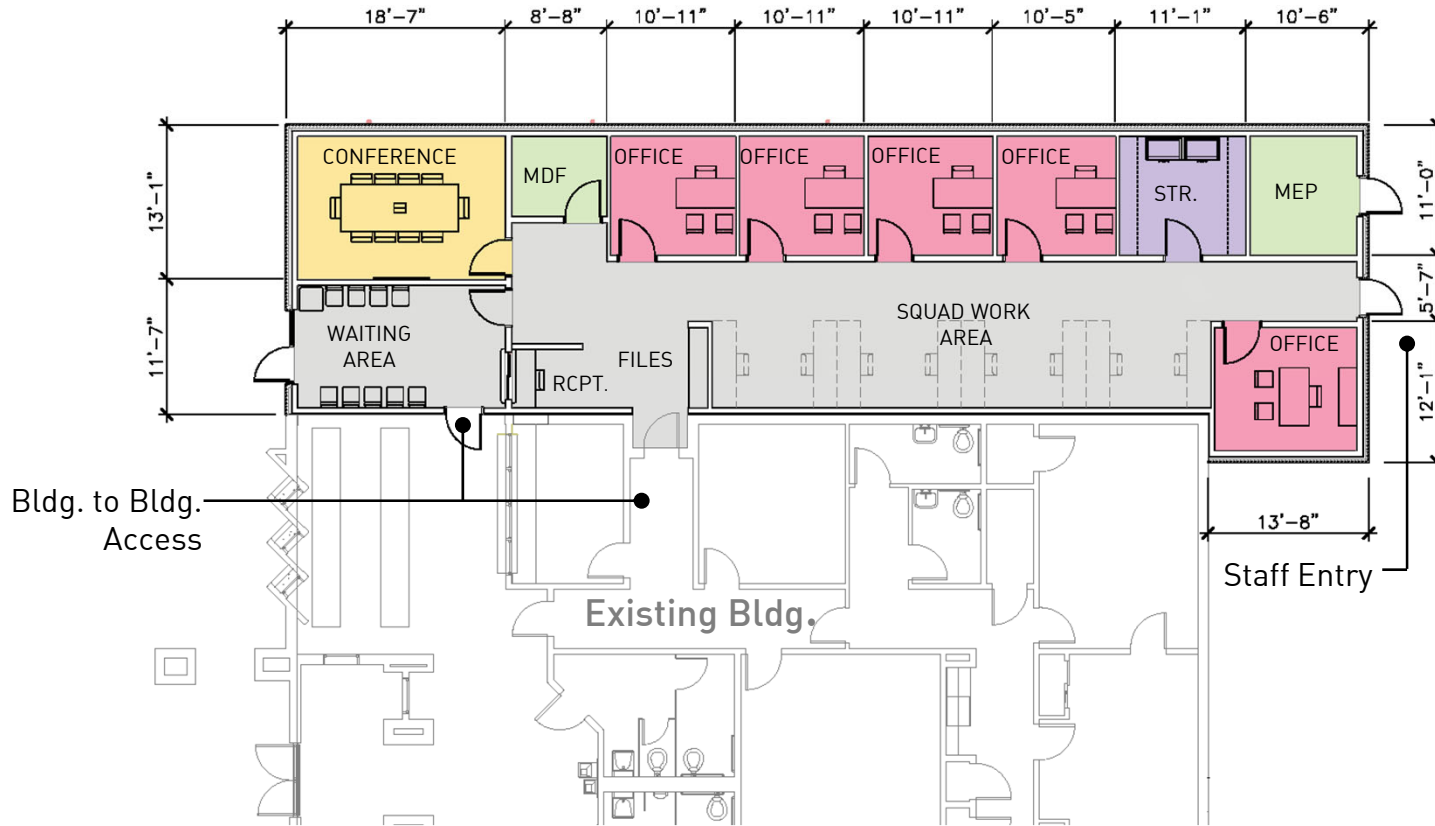 18'-7"
8'-8"
10'-11"
10'-11"
10'-11"
10'-5"
11'-1"
10'-6"
13'-1"
11'-7"
CONFERENCE
MDF
OFFICE
OFFICE
OFFICE
OFFICE
STR.
MEP
11'-0"
5'-7"
12'-1"
WAITING
AREA
RCPT.
FILES
SQUAD WORK
AREA
OFFICE
13'-8"
Bldg. to Bldg.
Access
Staff Entry
Existing Bldg.